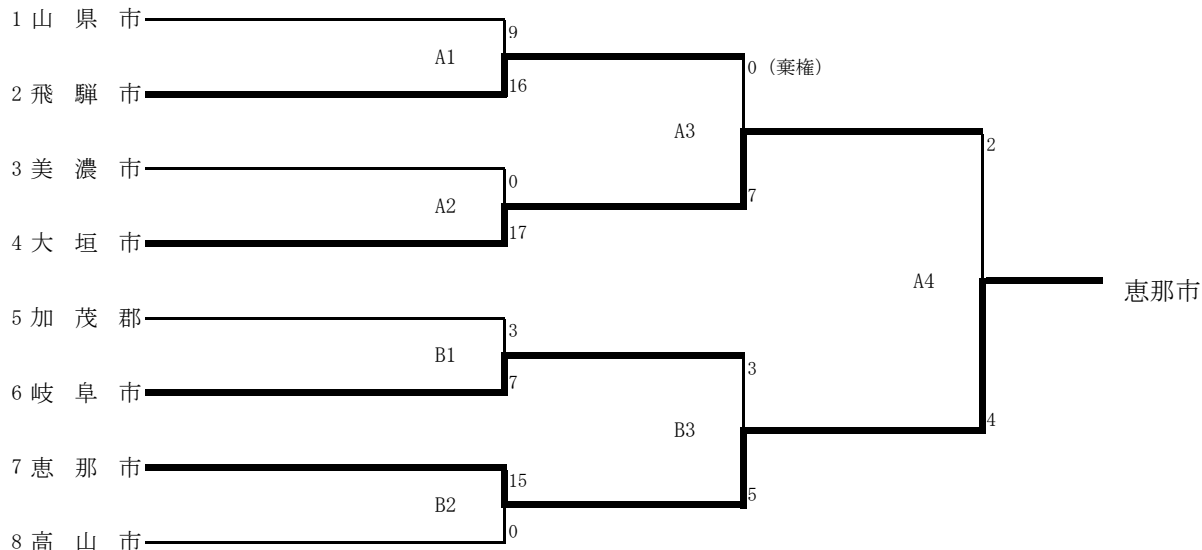 1 山 県 市
9
A1
0 (棄権)
16
2 飛 騨 市
A3
2
3 美 濃 市
0
A2
7
17
4 大 垣 市
A4
恵那市
5 加 茂 郡
3
B1
3
7
6 岐 阜 市
4
B3
7 恵 那 市
15
5
B2
0
8 高 山 市